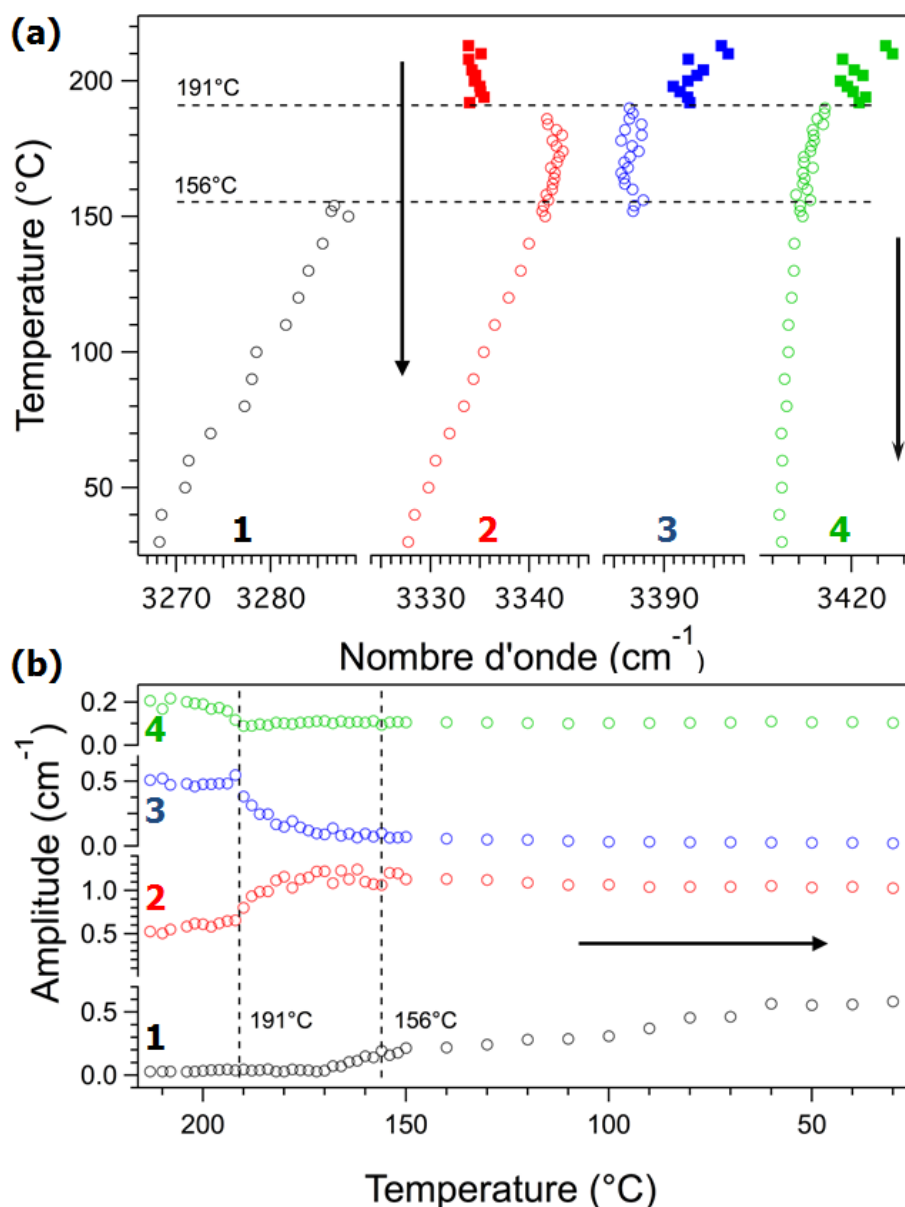 (a)
Temperature (°C)
200
150
100
50
191°C
156°C
1 2 3 4
3270 3280 3330 3340 3390 3420
Nombre d'onde (cm-1)
(b)
Amplitude (cm-1)
0.2
0.0
4
0.5
0.0
3
1.0
0.5
2
0.5
0.0
1
191°C 156°C
200 150 100 50
Temperature (°C)